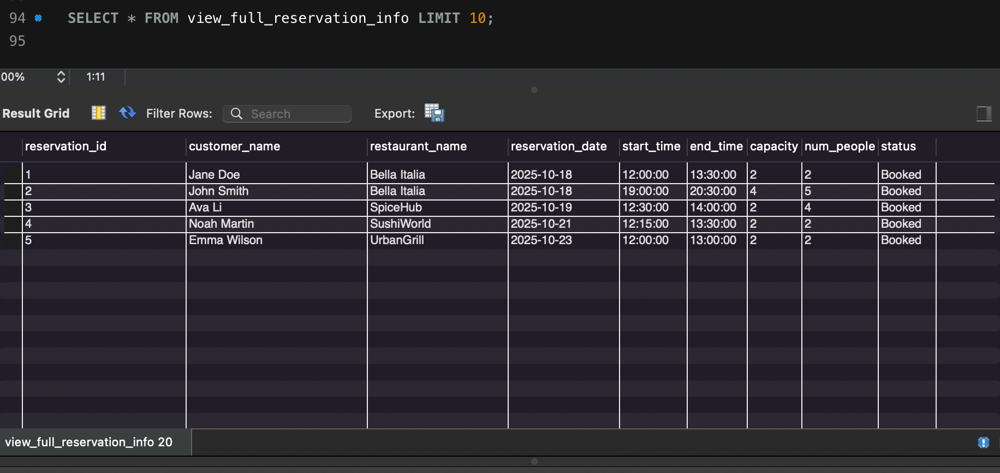 94 SELECT * FROM view_full_reservation_info LIMIT 10;
95
00% 1:11
Result Grid Filter Rows: Search Export:
reservation_id customer_name restaurant_name reservation_date start_time end_time capacity num_people status
1 Jane Doe Bella Italia 2025-10-18 12:00:00 13:30:00 2 2 Booked
2 John Smith Bella Italia 2025-10-18 19:00:00 20:30:00 4 5 Booked
3 Ava Li SpiceHub 2025-10-19 12:30:00 14:00:00 2 4 Booked
4 Noah Martin SushiWorld 2025-10-21 12:15:00 13:30:00 2 2 Booked
5 Emma Wilson UrbanGrill 2025-10-23 12:00:00 13:00:00 2 2 Booked
view_full_reservation_info 20